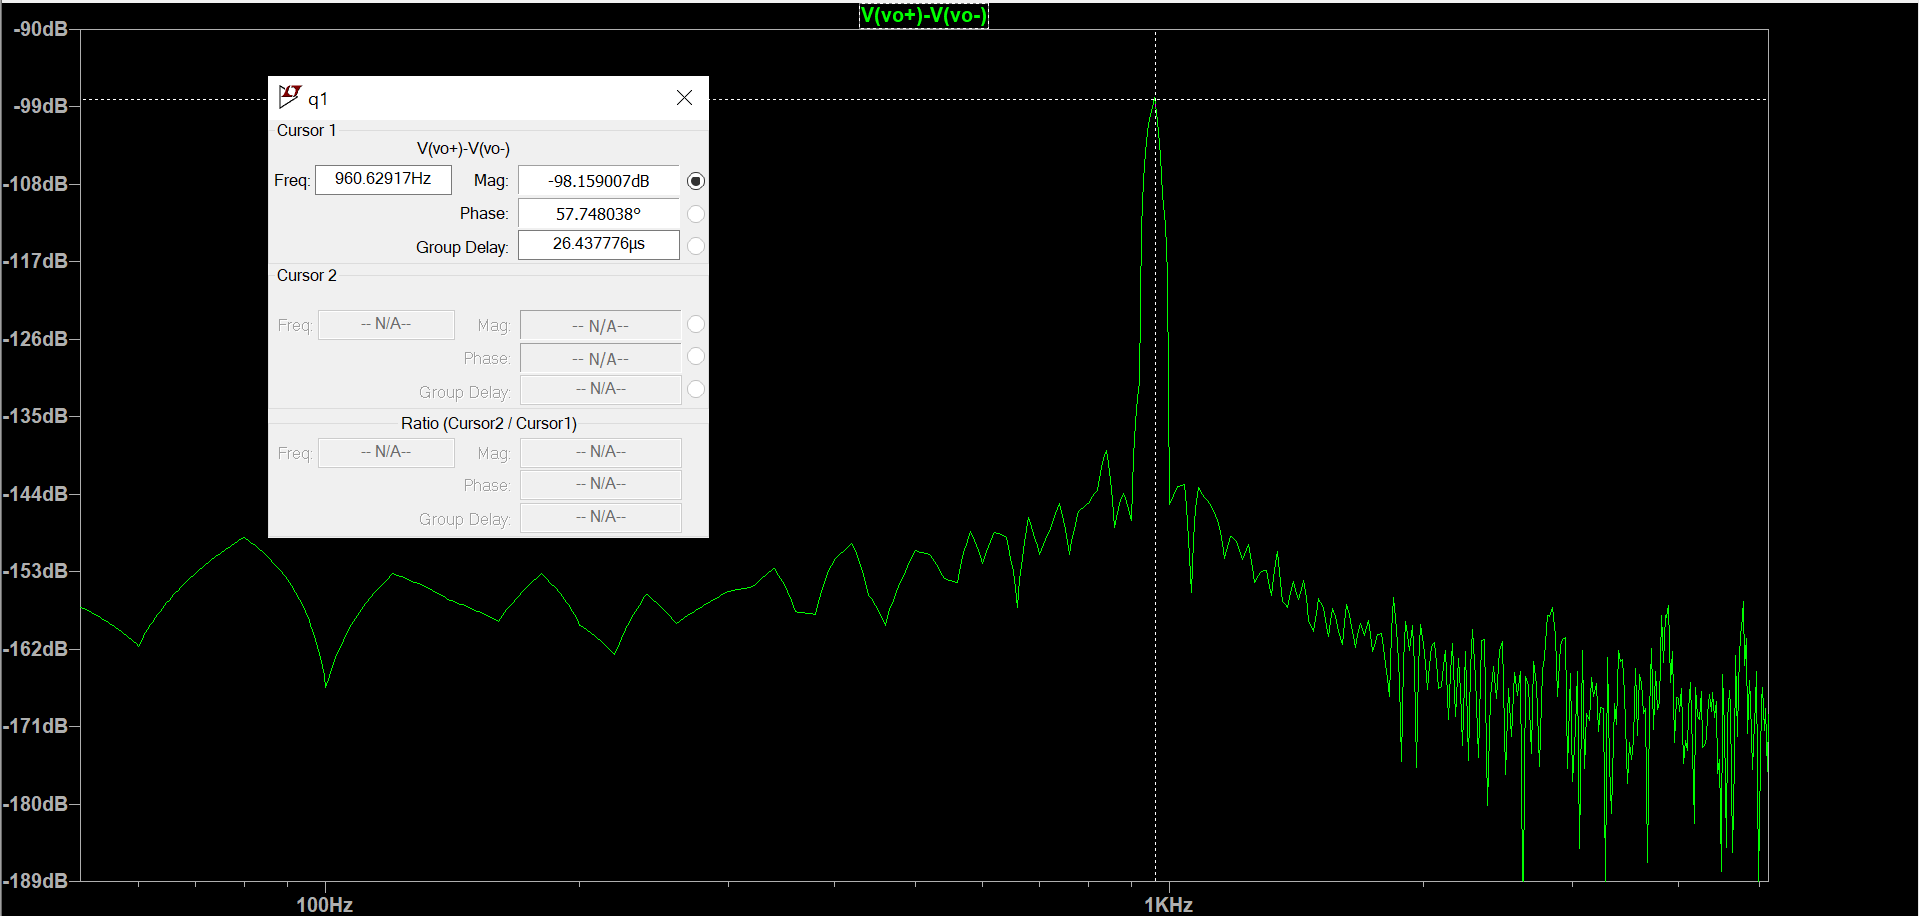 V(vo+)-V(vo-)
-90dB
-99dB
-108dB
-117dB
-126dB
-135dB
-144dB
-153dB
-162dB
-171dB
-180dB
-189dB
q1
Cursor 1
V(vo+)-V(vo-)
Freq: 960.62917Hz Mag: -98.159007dB
Phase: 57.748038°
Group Delay: 26.437776µs
Cursor 2
Freq: -- N/A-- Mag: -- N/A--
Phase: -- N/A--
Group Delay: -- N/A--
Ratio (Cursor2 / Cursor1)
Freq: -- N/A-- Mag: -- N/A--
Phase: -- N/A--
Group Delay: -- N/A--
100Hz 1KHz